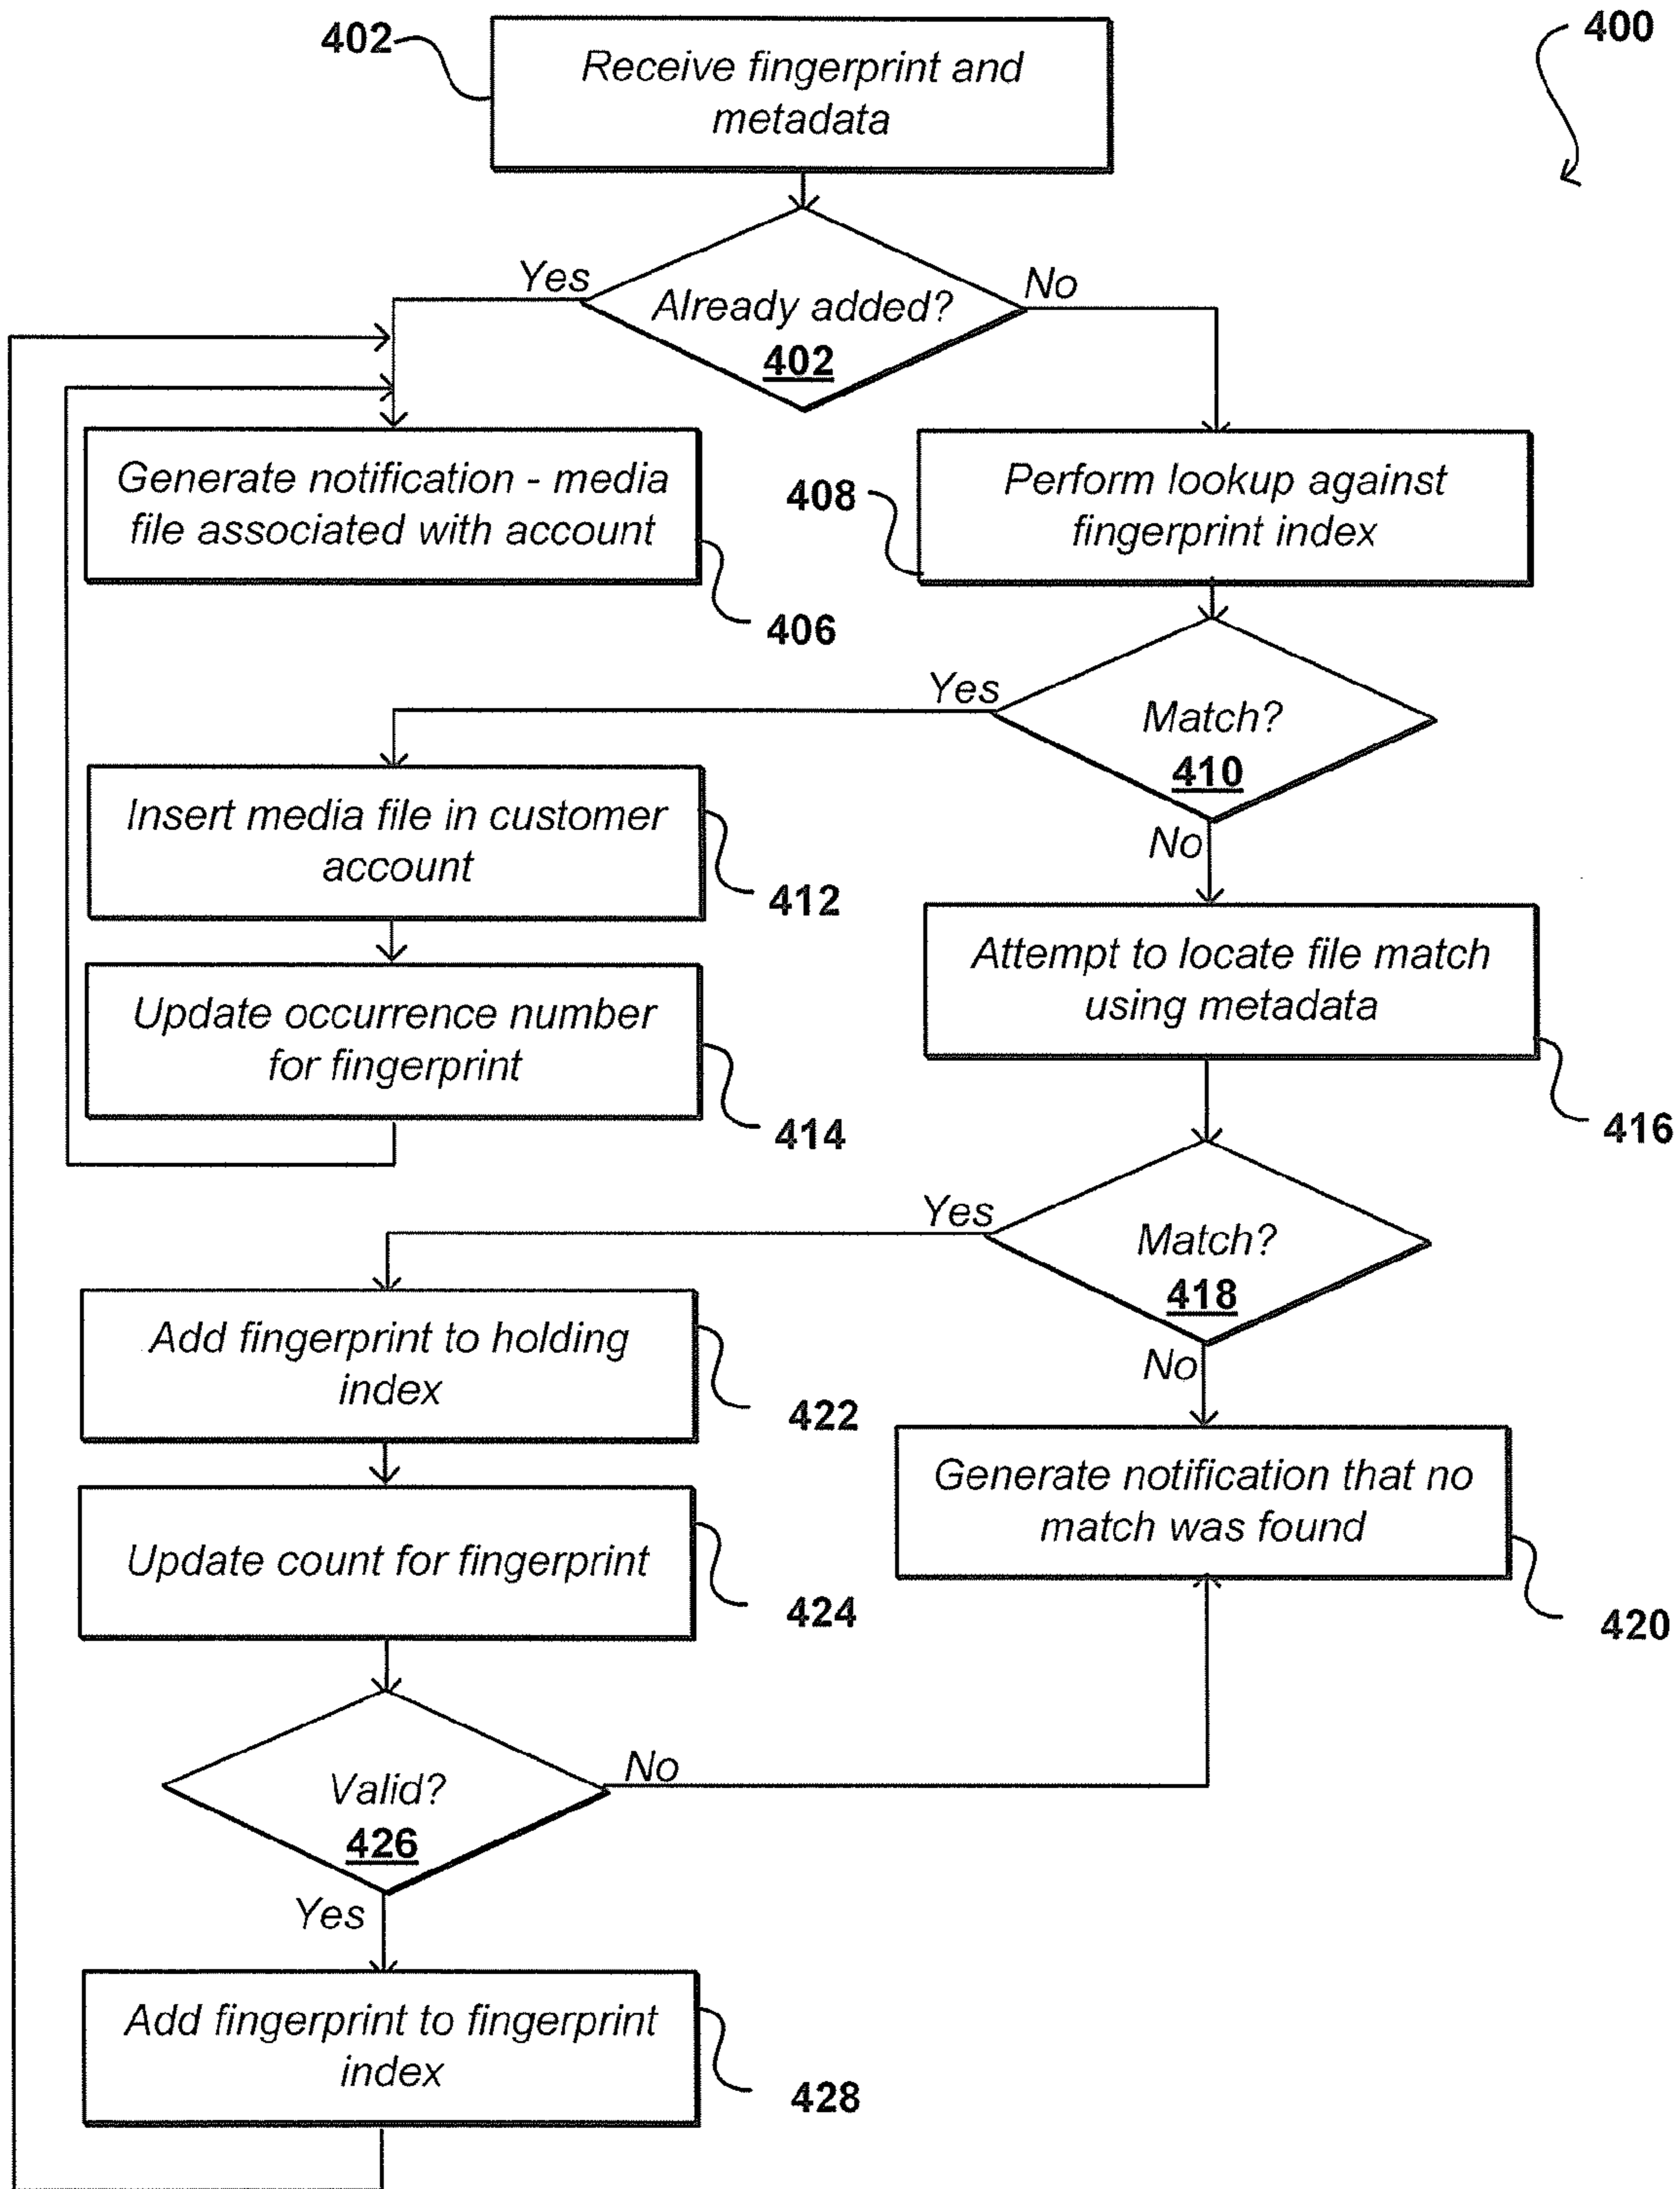 400
402
Receive fingerprint and
metadata
Yes
No
Already added?
402
Generate notification - media
file associated with account
406
408
Perform lookup against
fingerprint index
Yes
Match?
410
No
Insert media file in customer
account
412
Update occurrence number
for fingerprint
414
Attempt to locate file match
using metadata
416
Yes
Match?
418
No
Add fingerprint to holding
index
422
Generate notification that no
match was found
420
Update count for fingerprint
424
Valid?
426
No
Yes
Add fingerprint to fingerprint
index
428